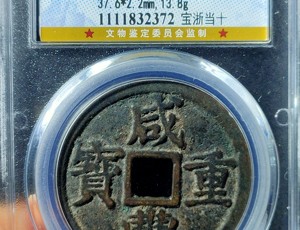 37.6*2.2mm,13.8g
1111832372 宝浙当十
★ 文物鉴定委员会监制 ★
咸
寶 重
豐